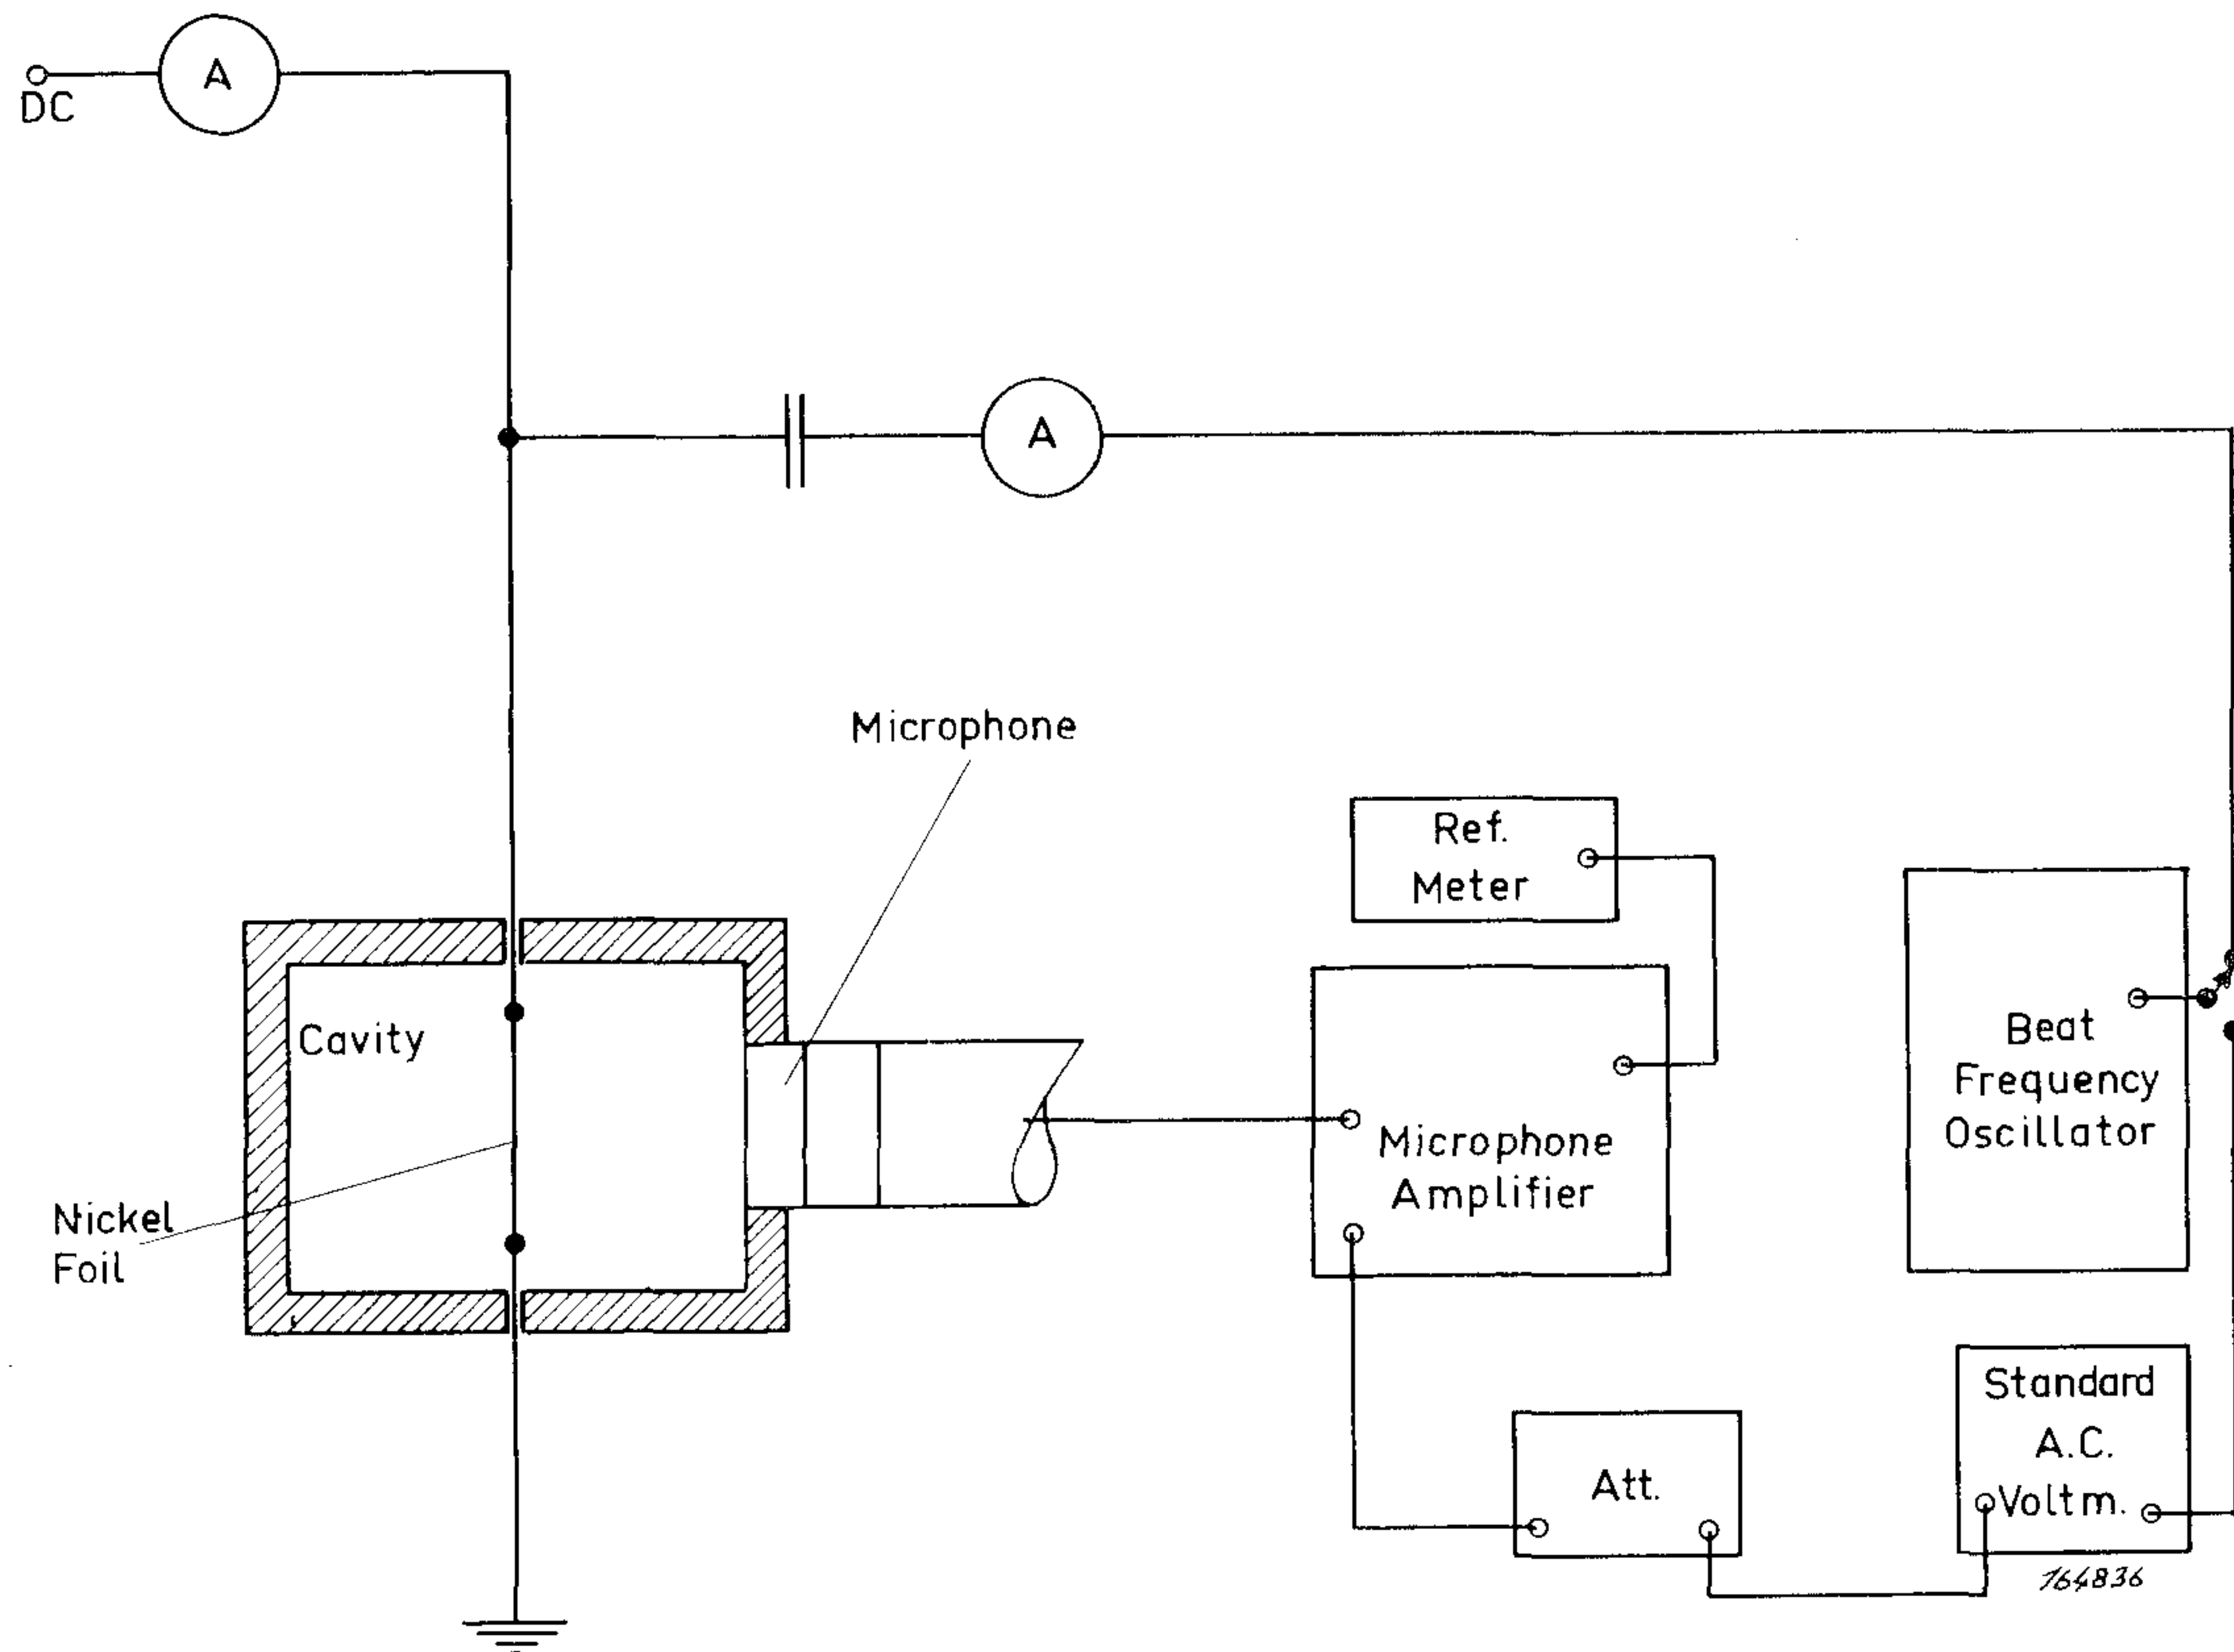 A
DC
A
Microphone
Ref.
Meter
Cavity
Beat
Frequency
Oscillator
Microphone
Amplifier
Nickel
Foil
Standard
A.C.
Voltm.
Att.
164836